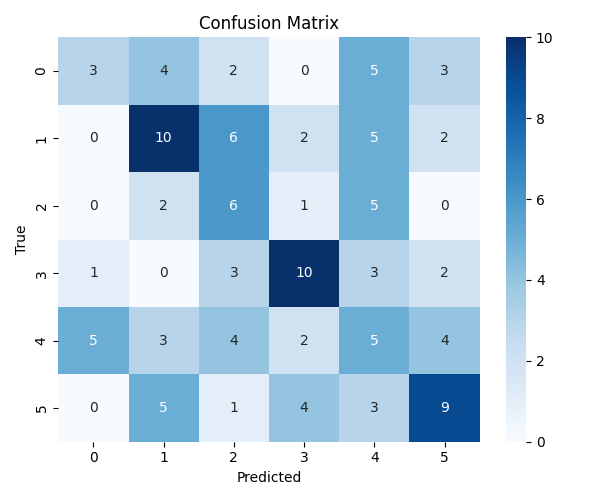 Confusion Matrix
10
0 3 4 2 0 5 3
8
1 0 10 6 2 5 2
6
2 0 2 6 1 5 0
True
4
3 1 0 3 10 3 2
4 5 3 4 2 5 4
2
5 0 5 1 4 3 9
0
0 1 2 3 4 5
Predicted